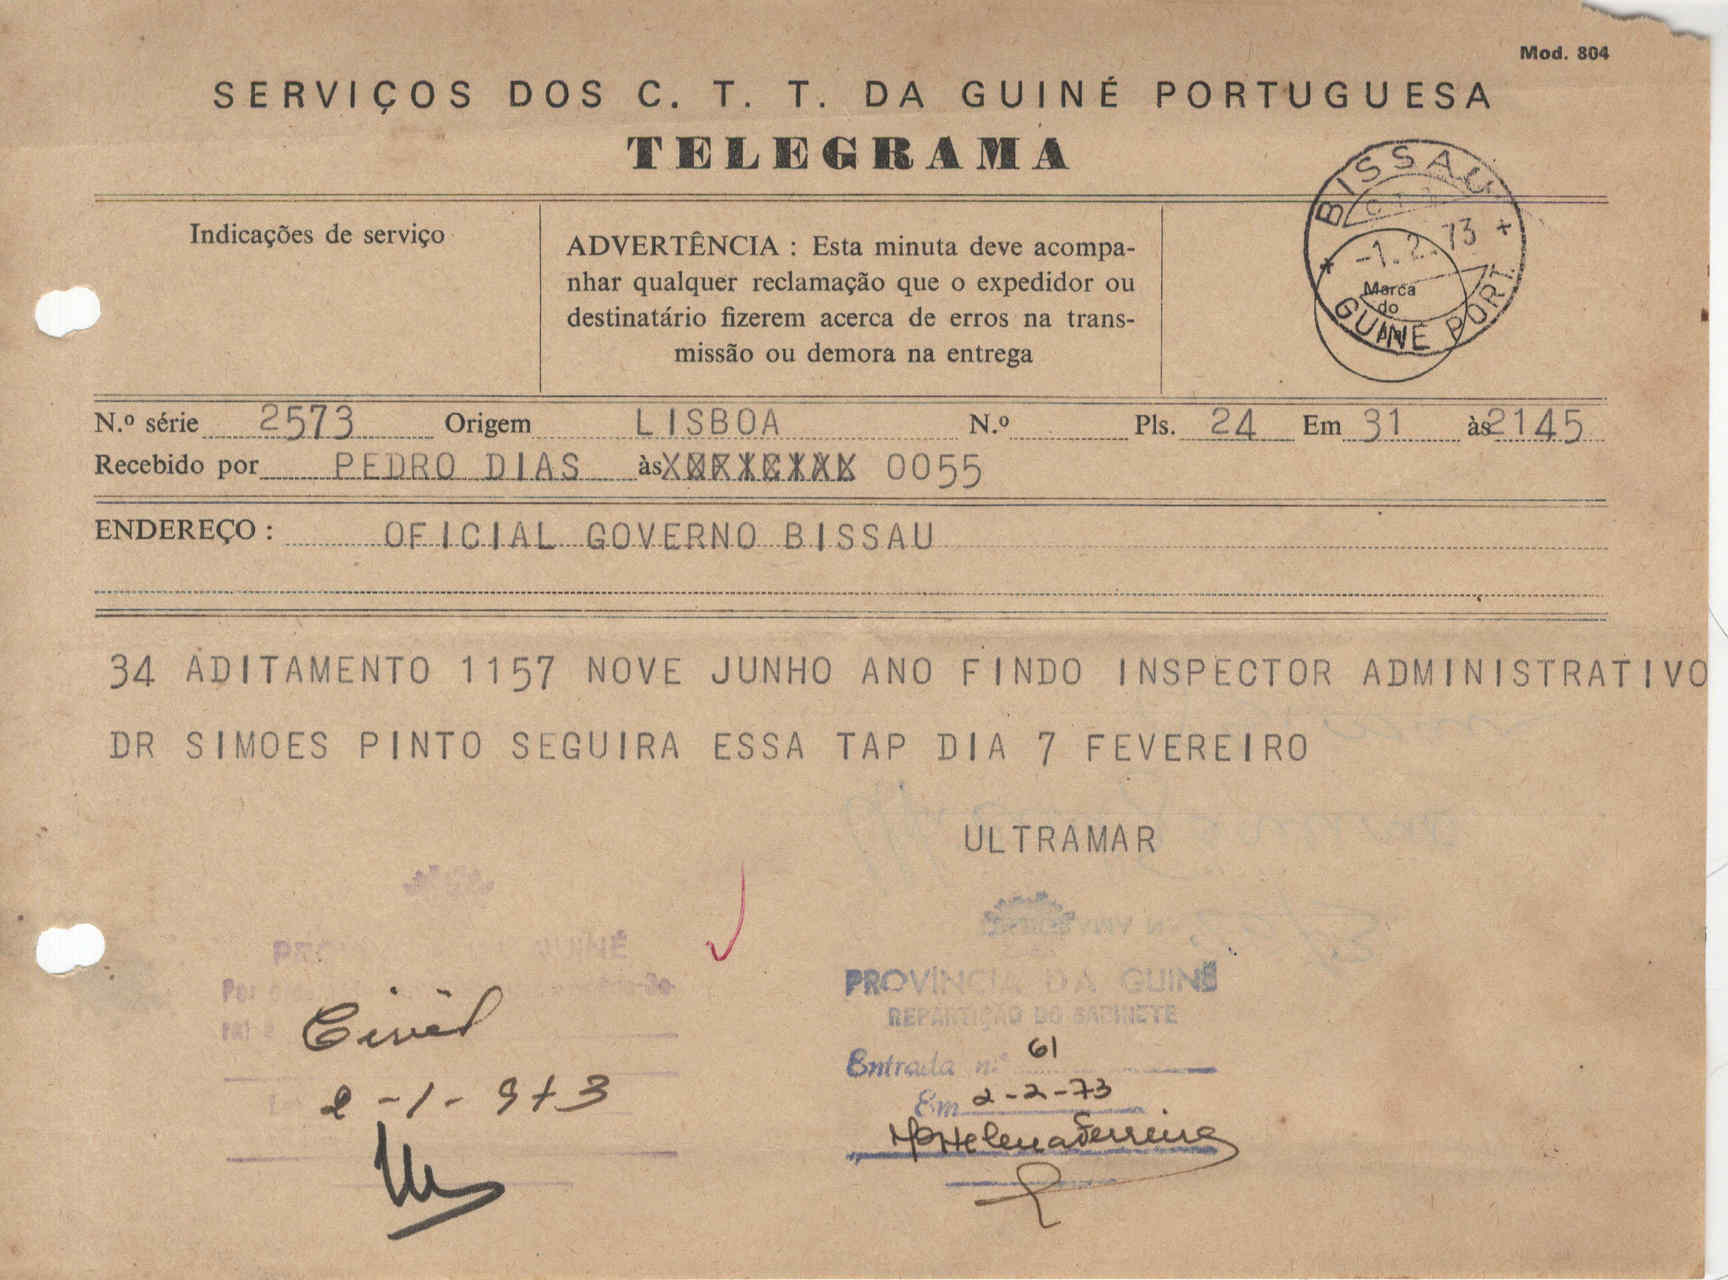 Mod. 804
SERVIÇOS DOS C. T. T. DA GUINÉ PORTUGUESA
TELEGRAMA
Indicações de serviço
ADVERTÊNCIA : Esta minuta deve acompa-
nhar qualquer reclamação que o expedidor ou
destinatário fizerem acerca de erros na trans-
missão ou demora na entrega
BISSAU
-1. 2. 73
Marca
do
GUINÉ PORT.
N.º série 2573 Origem LISBOA N.º Pls. 24 Em 31 às 2145
Recebido por PEDRO DIAS às 0055
ENDEREÇO : OFICIAL GOVERNO BISSAU
34 ADITAMENTO 1157 NOVE JUNHO ANO FINDO INSPECTOR ADMINISTRATIVO
DR SIMOES PINTO SEGUIRA ESSA TAP DIA 7 FEVEREIRO
ULTRAMAR
GUINÉ
Civil
2-1-973
PROVÍNCIA DA GUINÉ
REPARTIÇÃO DO GABINETE
Entrada n.º 61
Em 2-2-73
Mª Helena Ferreira